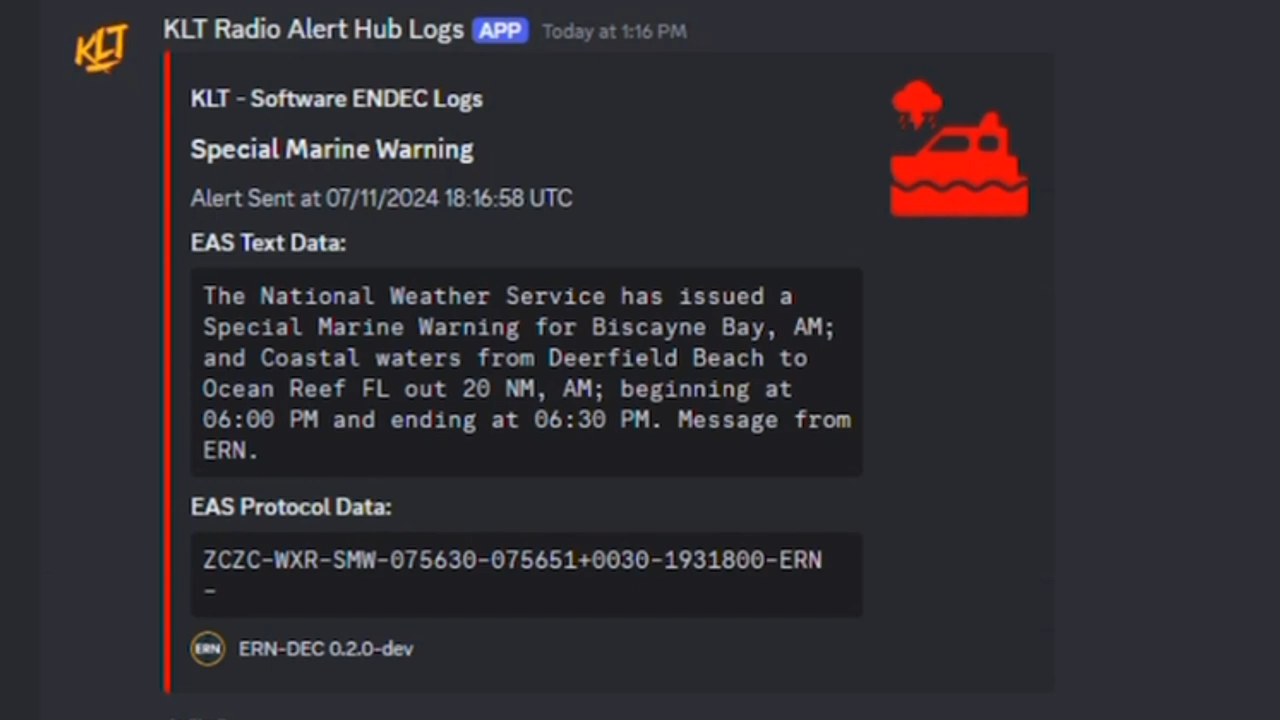 KLT
KLT Radio Alert Hub Logs APP Today at 1:16 PM
KLT - Software ENDEC Logs
Special Marine Warning
Alert Sent at 07/11/2024 18:16:58 UTC
EAS Text Data:
The National Weather Service has issued a
Special Marine Warning for Biscayne Bay, AM;
and Coastal waters from Deerfield Beach to
Ocean Reef FL out 20 NM, AM; beginning at
06:00 PM and ending at 06:30 PM. Message from
ERN.
EAS Protocol Data:
ZCZC-WXR-SMW-075630-075651+0030-1931800-ERN
-
ERN ERN-DEC 0.2.0-dev